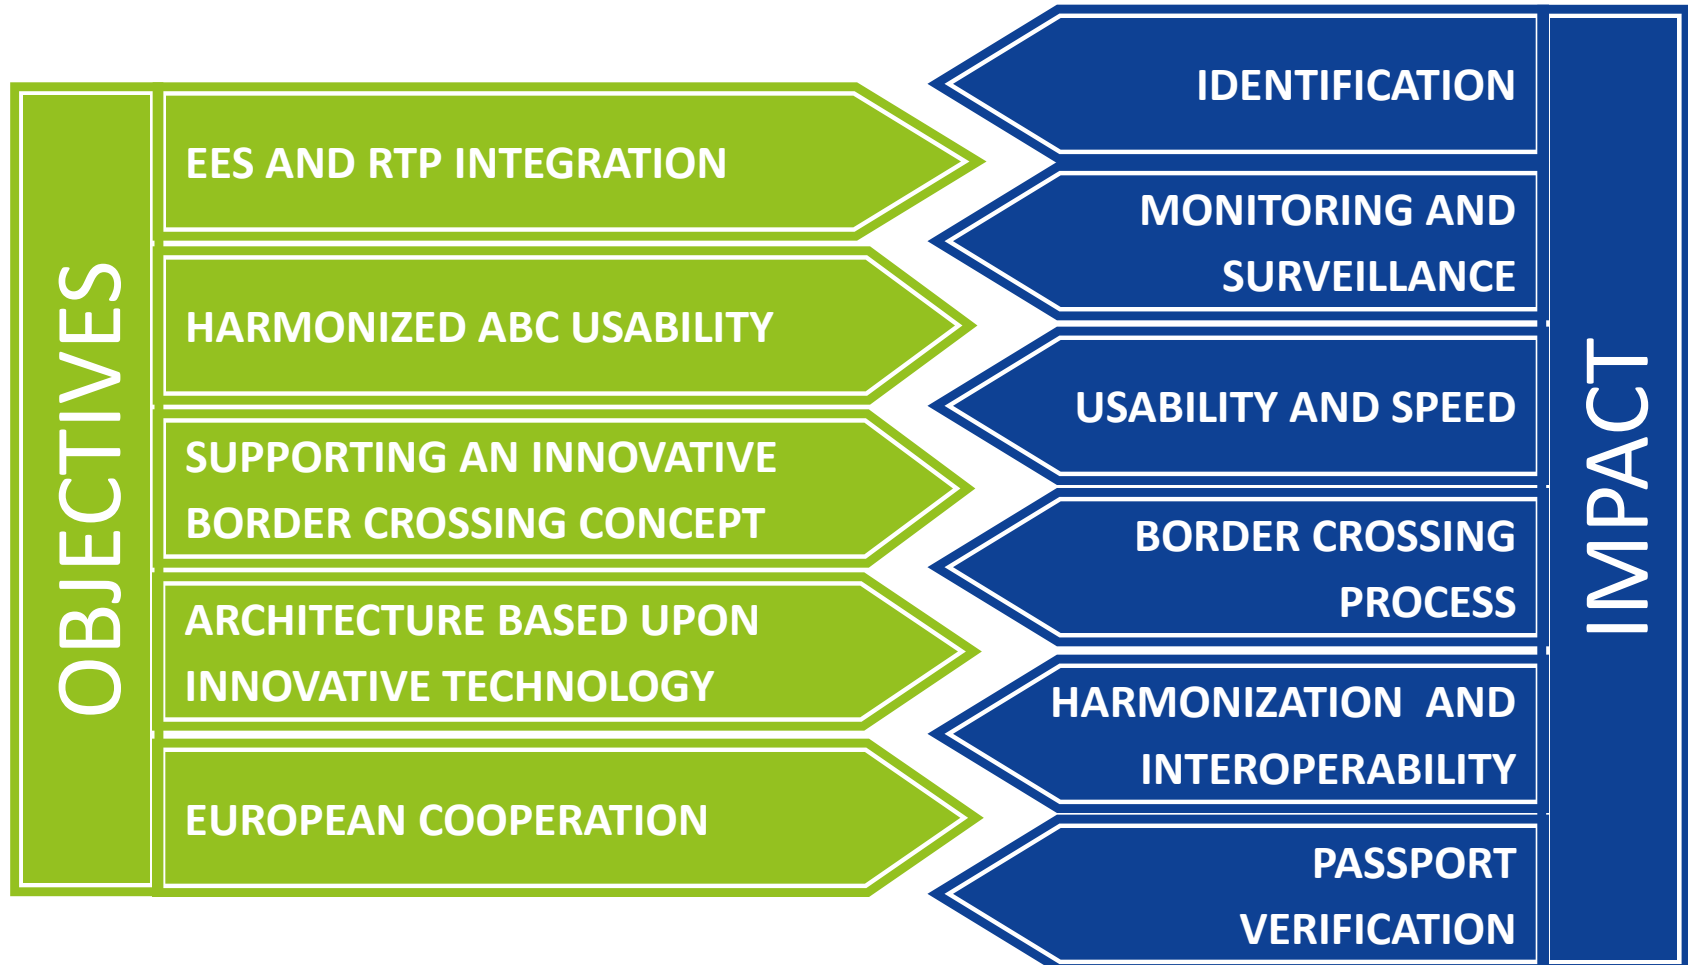 OBJECTIVES
EES AND RTP INTEGRATION
HARMONIZED ABC USABILITY
SUPPORTING AN INNOVATIVE
BORDER CROSSING CONCEPT
ARCHITECTURE BASED UPON
INNOVATIVE TECHNOLOGY
EUROPEAN COOPERATION
IDENTIFICATION
MONITORING AND
SURVEILLANCE
USABILITY AND SPEED
BORDER CROSSING
PROCESS
HARMONIZATION AND
INTEROPERABILITY
PASSPORT
VERIFICATION
IMPACT